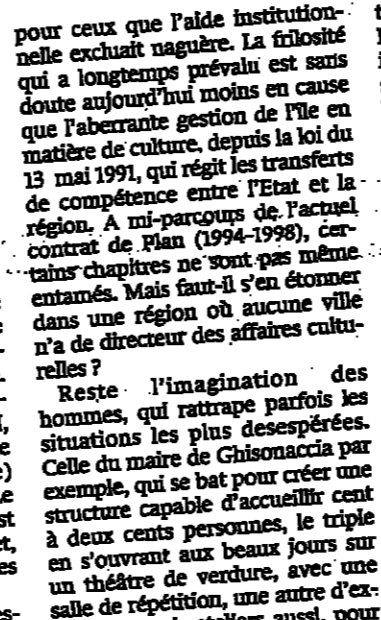 pour ceux que l'aide institution-
nelle excluait naguère. La frilosité
qui a longtemps prévalu est sans
doute aujourd'hui moins en cause
que l'aberrante gestion de l'île en
matière de culture, depuis la loi du
13 mai 1991, qui régit les transferts
de compétence entre l'Etat et la
région. A mi-parcours de l'actuel
contrat de Plan (1994-1998), cer-
tains chapitres ne sont pas même
entamés. Mais faut-il s'en étonner
dans une région où aucune ville
n'a de directeur des affaires cultu-
relles ?
Reste l'imagination des
hommes, qui rattrape parfois les
situations les plus desespérées.
Celle du maire de Ghisonaccia par
exemple, qui se bat pour créer une
structure capable d'accueillir cent
à deux cents personnes, le triple
en s'ouvrant aux beaux jours sur
un théâtre de verdure, avec une
salle de répétition, une autre d'ex-
aussi, pour